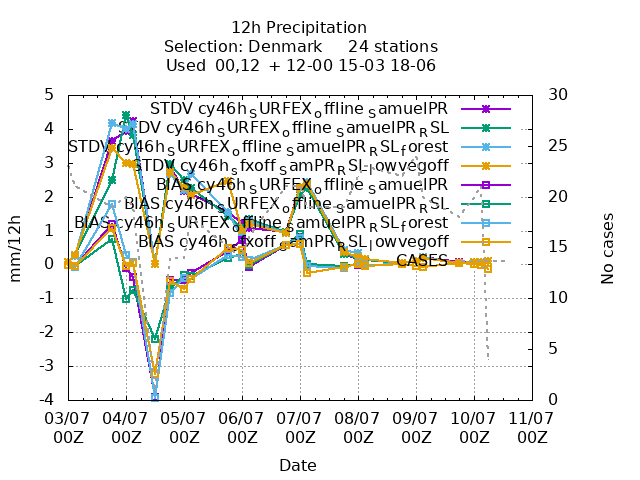 12h Precipitation
Selection: Denmark 24 stations
Used 00,12 + 12-00 15-03 18-06
STDV cy46h_SURFEX_offline_samuelPR
STDV cy46h_SURFEX_offline_samuelPR_RSL
STDV cy46h_SURFEX_offline_samuelPR_RSL_forest
STDV cy46h_sfxoff_samPR_RSL_lowvegoff
BIAS cy46h_SURFEX_offline_samuelPR
BIAS cy46h_SURFEX_offline_samuelPR_RSL
BIAS cy46h_SURFEX_offline_samuelPR_RSL_forest
BIAS cy46h_sfxoff_samPR_RSL_lowvegoff
CASES
5
4
3
2
1
0
-1
-2
-3
-4
mm/12h
30
25
20
15
10
5
0
No cases
03/07 04/07 05/07 06/07 07/07 08/07 09/07 10/07 11/07
00Z 00Z 00Z 00Z 00Z 00Z 00Z 00Z 00Z
Date